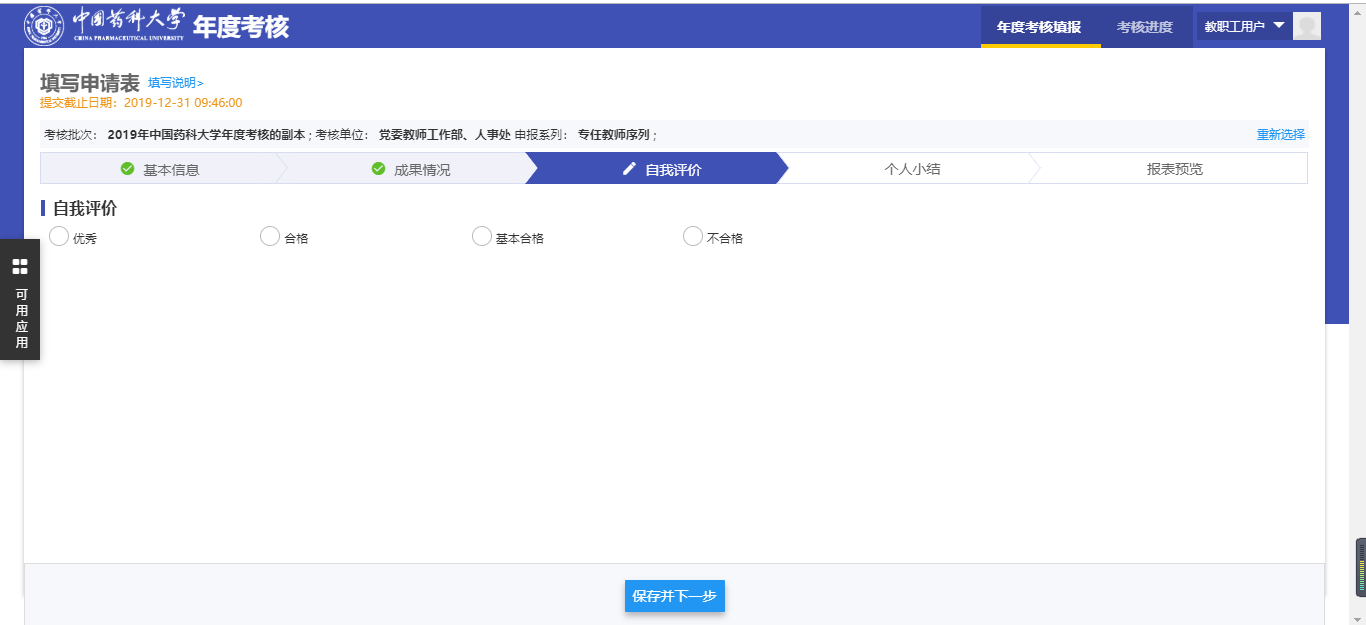 中国药科大学 年度考核 年度考核填报 考核进度 教职工用户
CHINA PHARMACEUTICAL UNIVERSITY
填写申请表 填写说明>
提交截止日期：2019-12-31 09:46:00
考核批次： 2019年中国药科大学年度考核的副本 ; 考核单位： 党委教师工作部、人事处 申报系列： 专任教师序列 ; 重新选择
基本信息 成果情况 自我评价 个人小结 报表预览
自我评价
优秀 合格 基本合格 不合格
可用应用
保存并下一步